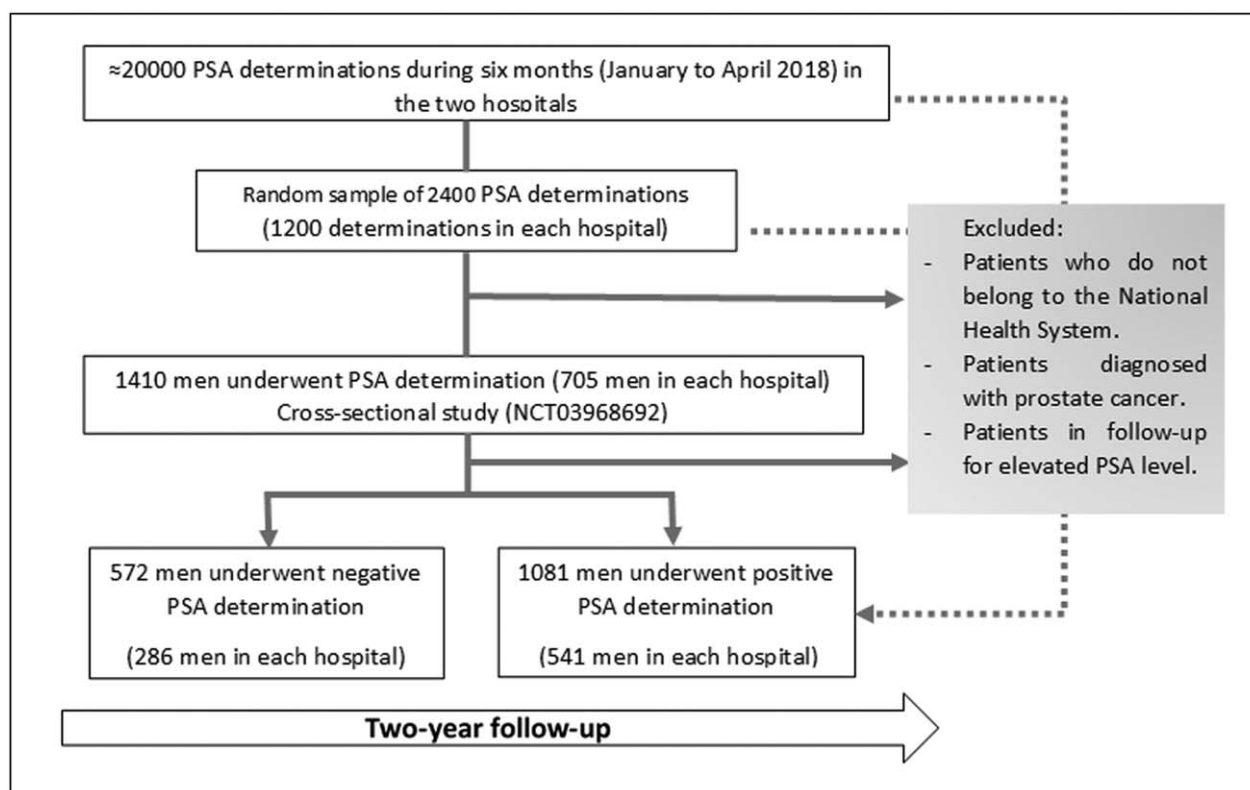 ≈20000 PSA determinations during six months (January to April 2018) in
the two hospitals
Random sample of 2400 PSA determinations
(1200 determinations in each hospital)
Excluded:
- Patients who do not
belong to the National
Health System.
- Patients diagnosed
with prostate cancer.
- Patients in follow-up
for elevated PSA level.
1410 men underwent PSA determination (705 men in each hospital)
Cross-sectional study (NCT03968692)
572 men underwent negative
PSA determination
(286 men in each hospital)
1081 men underwent positive
PSA determination
(541 men in each hospital)
Two-year follow-up